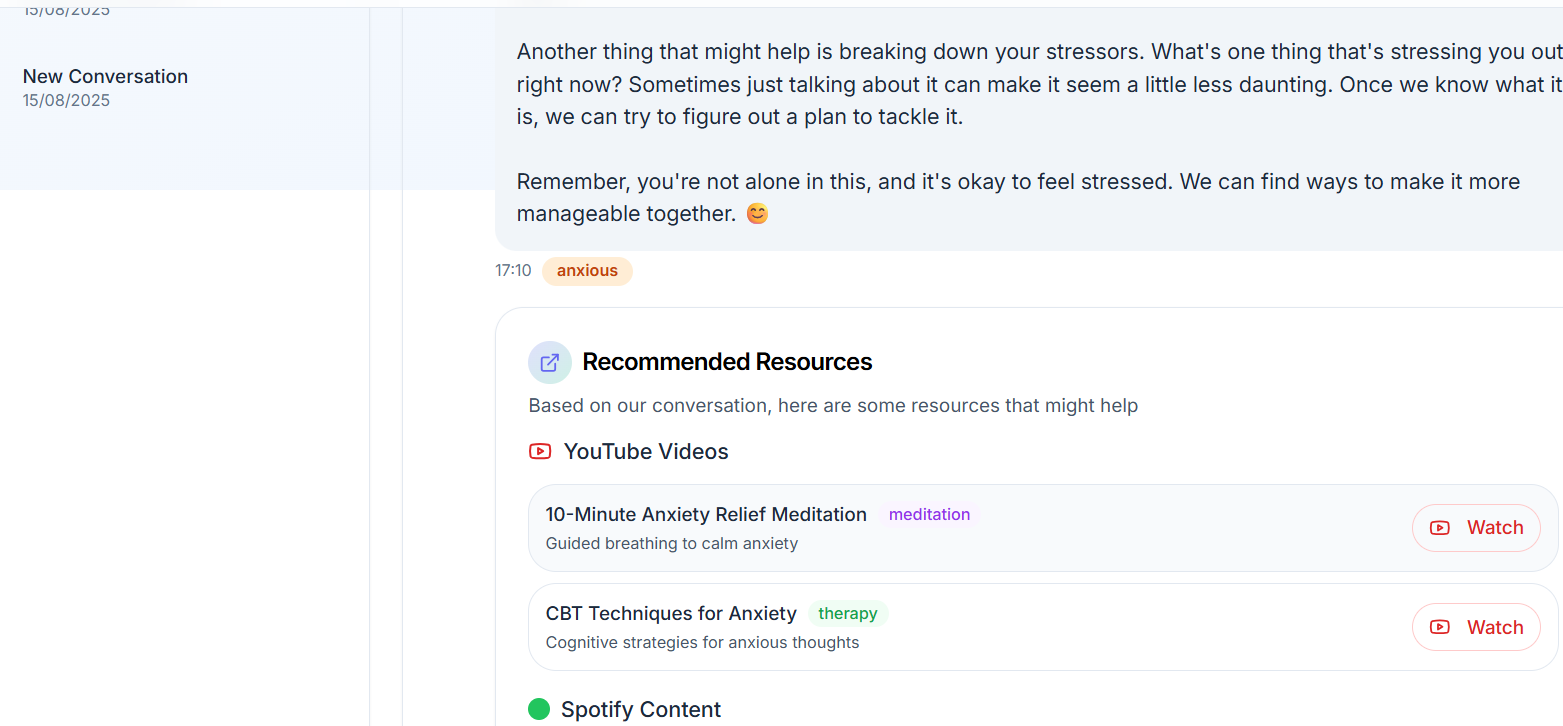 15/08/2025
New Conversation
15/08/2025
Another thing that might help is breaking down your stressors. What's one thing that's stressing you out
right now? Sometimes just talking about it can make it seem a little less daunting. Once we know what it
is, we can try to figure out a plan to tackle it.
Remember, you're not alone in this, and it's okay to feel stressed. We can find ways to make it more
manageable together. 😊
17:10 anxious
Recommended Resources
Based on our conversation, here are some resources that might help
YouTube Videos
10-Minute Anxiety Relief Meditation meditation
Guided breathing to calm anxiety
Watch
CBT Techniques for Anxiety therapy
Cognitive strategies for anxious thoughts
Watch
Spotify Content